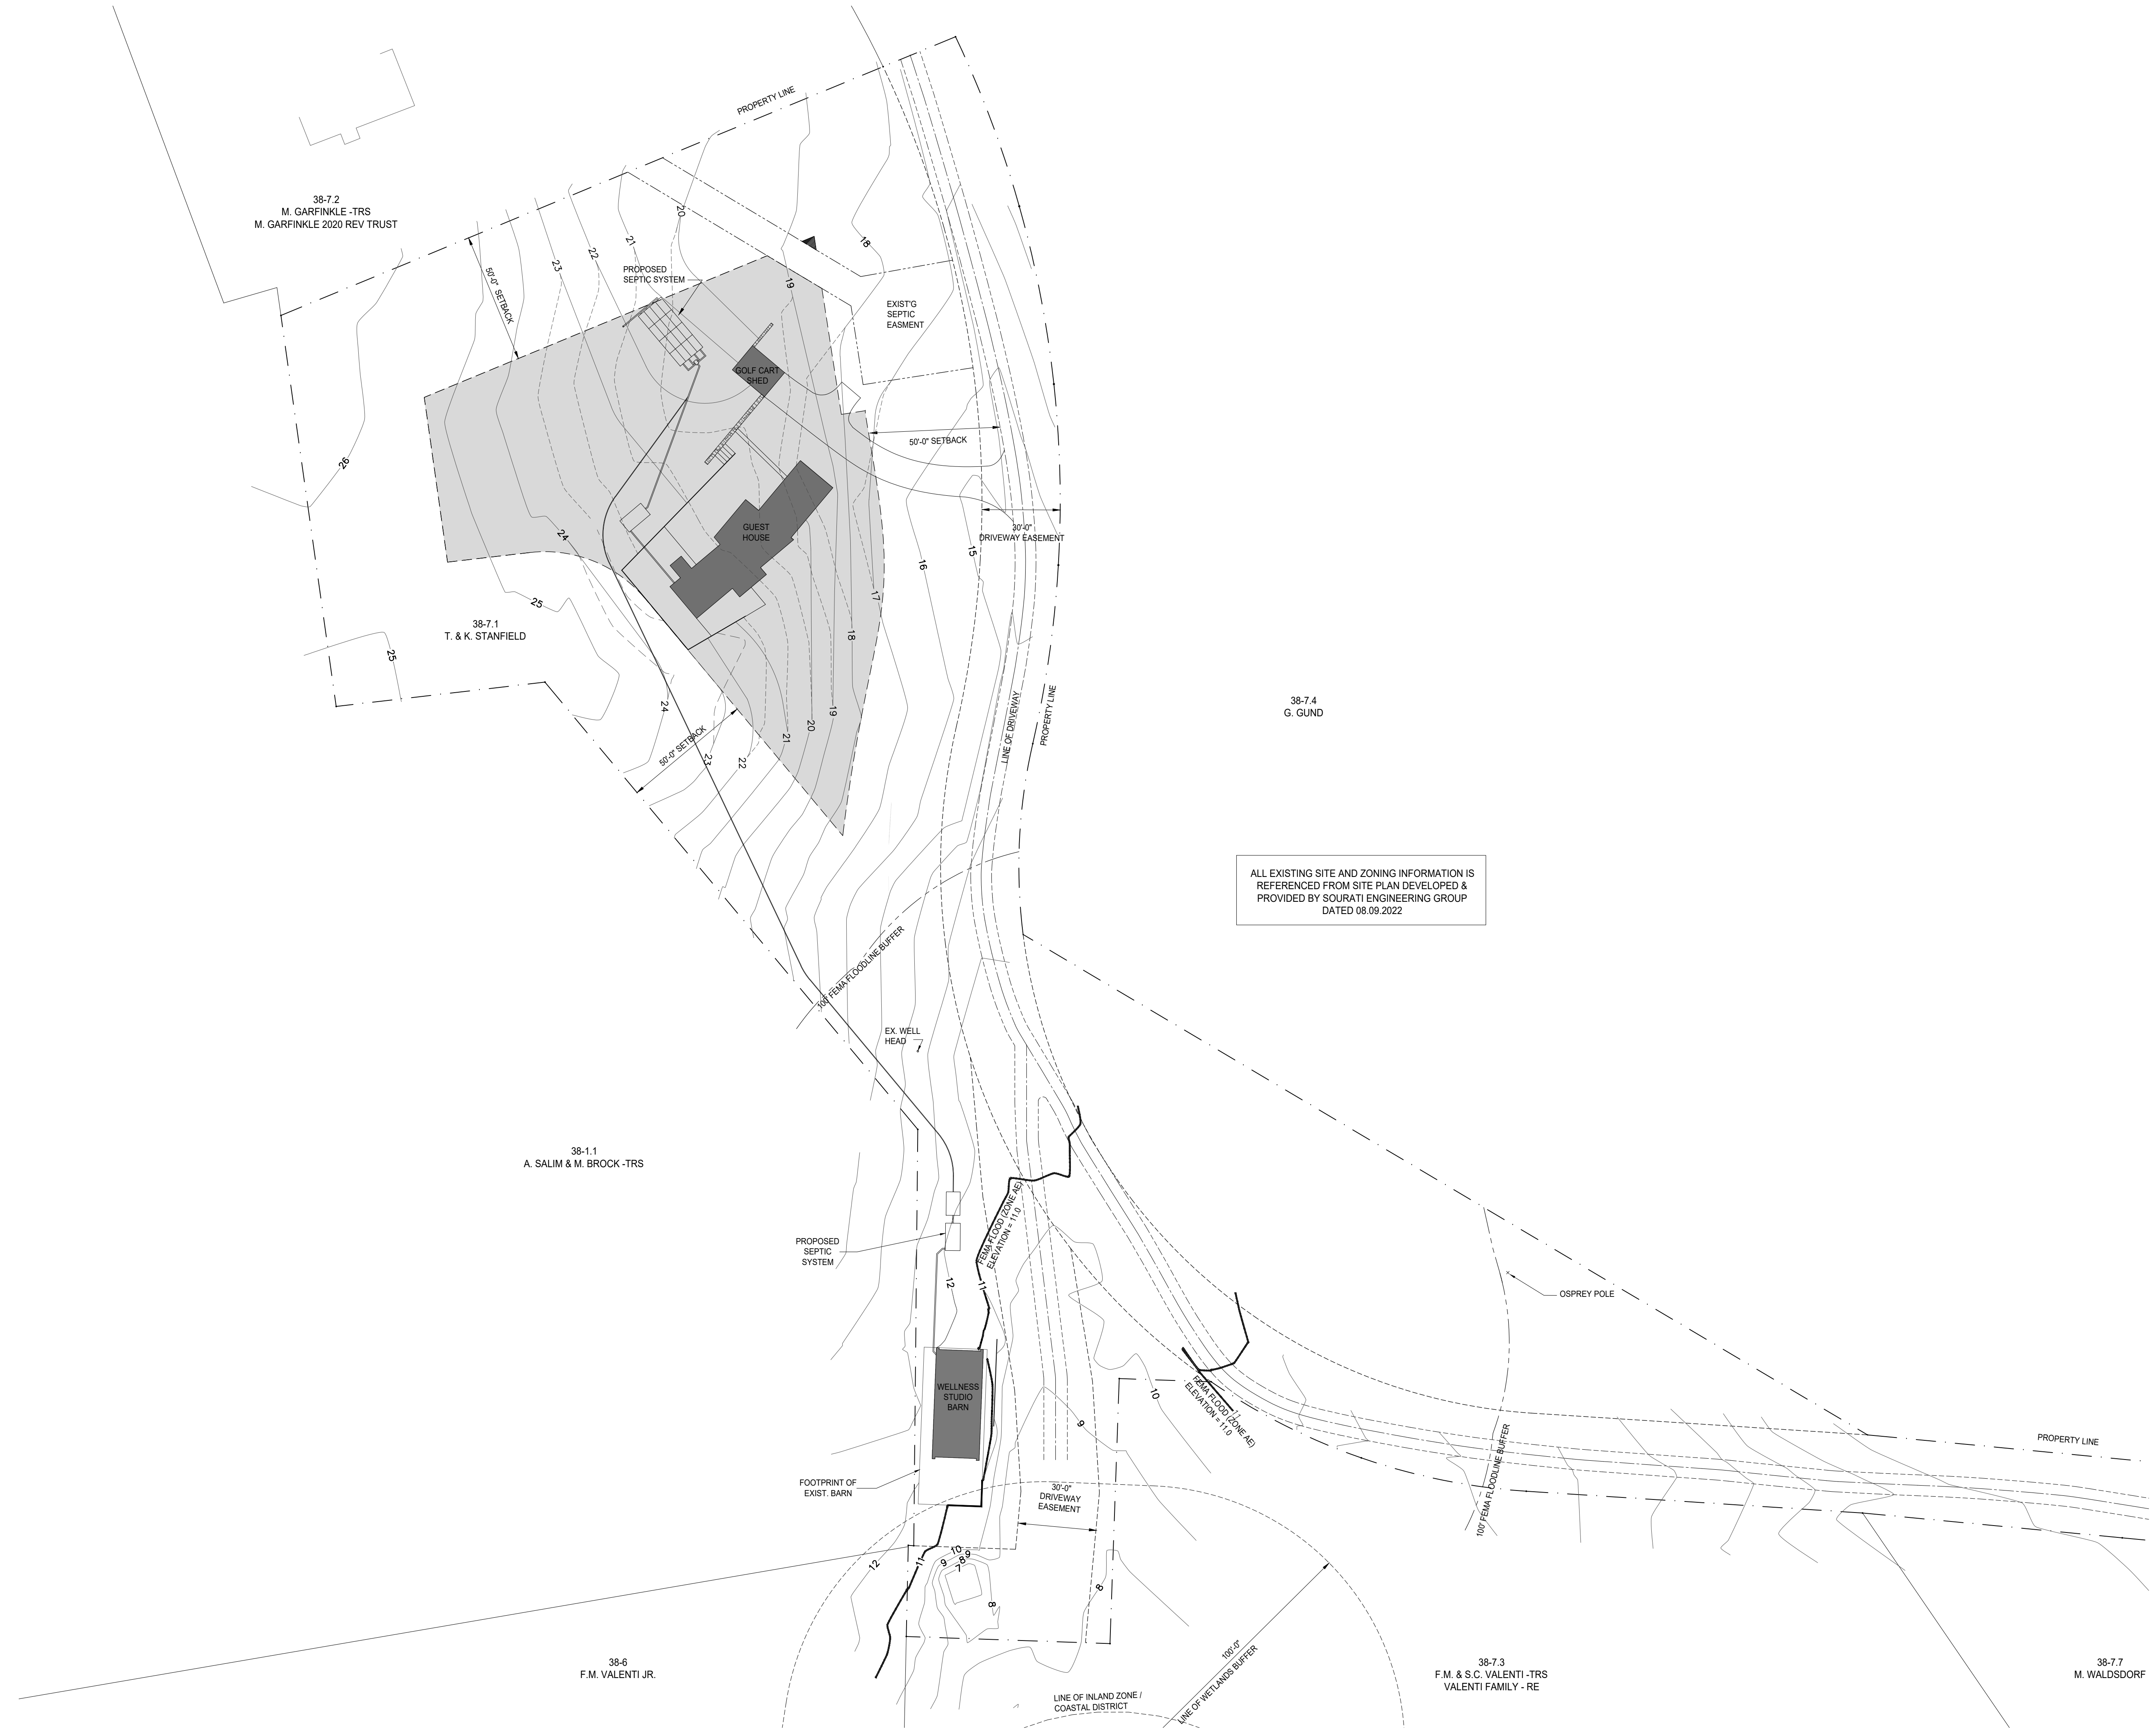 PROPERTY LINE
38-7.2
M. GARFINKLE -TRS
M. GARFINKLE 2020 REV TRUST
20
21
22
23
18
19
PROPOSED
SEPTIC SYSTEM
50'-0" SETBACK
EXIST'G
SEPTIC
EASMENT
GOLF CART
SHED
50'-0" SETBACK
26
GUEST
HOUSE
30'-0"
DRIVEWAY EASEMENT
24
15
16
17
25
38-7.1
T. & K. STANFIELD
18
25
24
19
20
21
22
23
50'-0" SETBACK
LINE OF DRIVEWAY
PROPERTY LINE
38-7.4
G. GUND
ALL EXISTING SITE AND ZONING INFORMATION IS
REFERENCED FROM SITE PLAN DEVELOPED &
PROVIDED BY SOURATI ENGINEERING GROUP
DATED 08.09.2022
100' FEMA FLOODLINE BUFFER
EX. WELL
HEAD
38-1.1
A. SALIM & M. BROCK -TRS
FEMA FLOOD (ZONE AE)
ELEVATION = 11.0
PROPOSED
SEPTIC
SYSTEM
12
11
OSPREY POLE
WELLNESS
STUDIO
BARN
10
9
FEMA FLOOD (ZONE AE)
ELEVATION = 11.0
11
100' FEMA FLOODLINE BUFFER
PROPERTY LINE
FOOTPRINT OF
EXIST. BARN
30'-0"
DRIVEWAY
EASEMENT
12
11
10
9
9
8
7
8
8
38-6
F.M. VALENTI JR.
100'-0"
LINE OF WETLANDS BUFFER
38-7.3
F.M. & S.C. VALENTI -TRS
VALENTI FAMILY - RE
38-7.7
M. WALDSDORF
LINE OF INLAND ZONE /
COASTAL DISTRICT